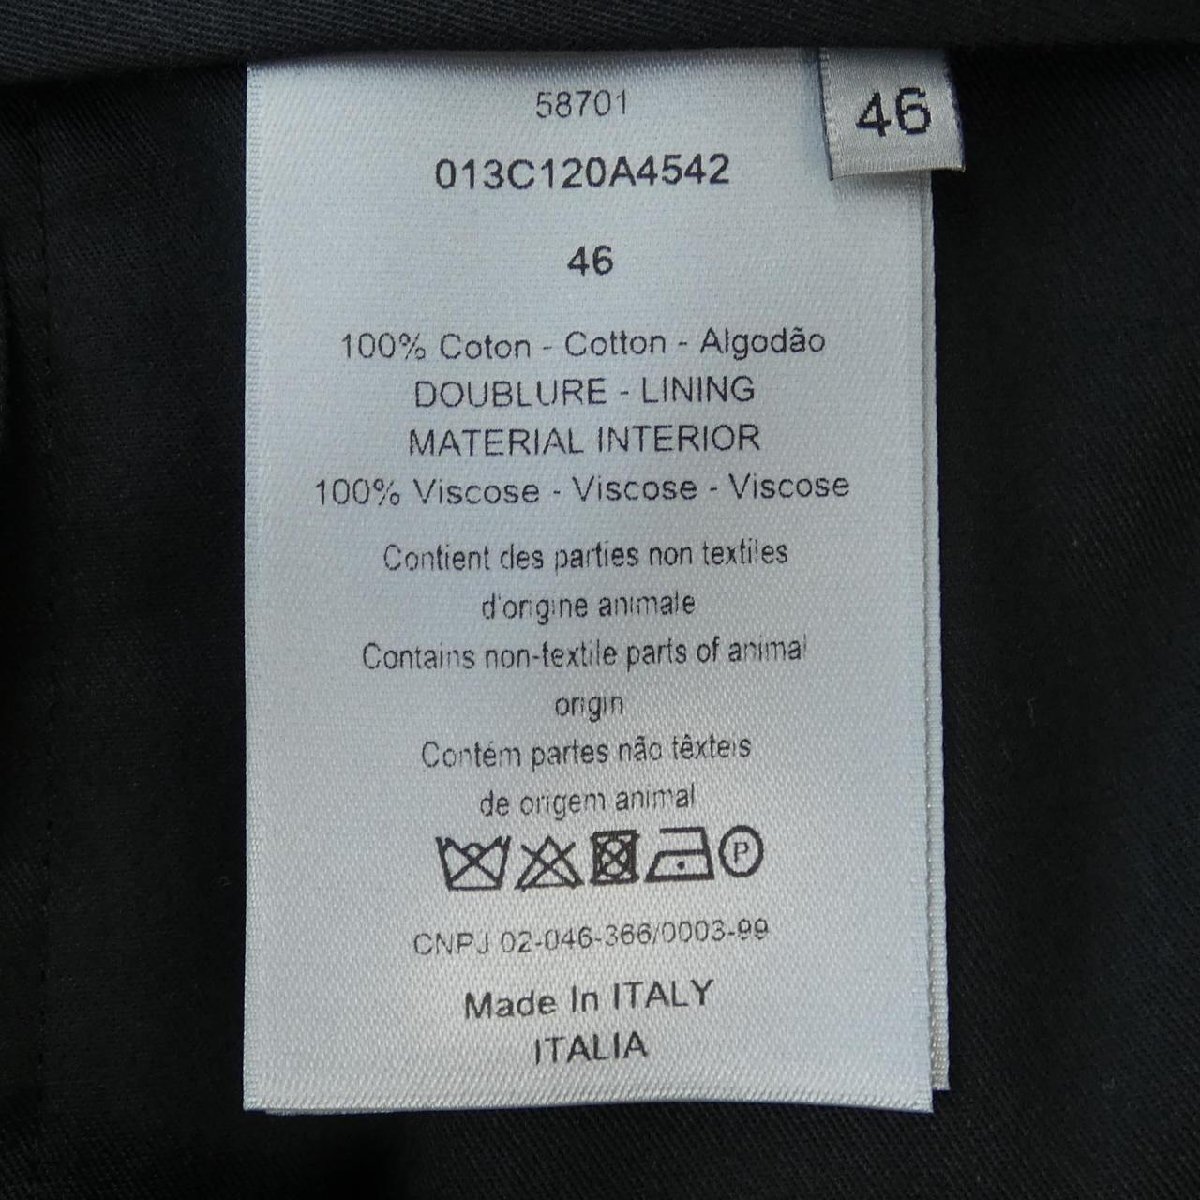 46
58701
013C120A4542
46
100% Coton - Cotton - Algodão
DOUBLURE - LINING
MATERIAL INTERIOR
100% Viscose - Viscose - Viscose
Contient des parties non textiles
d'origine animale
Contains non-textile parts of animal
origin
Contém partes não têxteis
de origem animal
P
CNPJ 02-046-366/0003-99
Made In ITALY
ITALIA